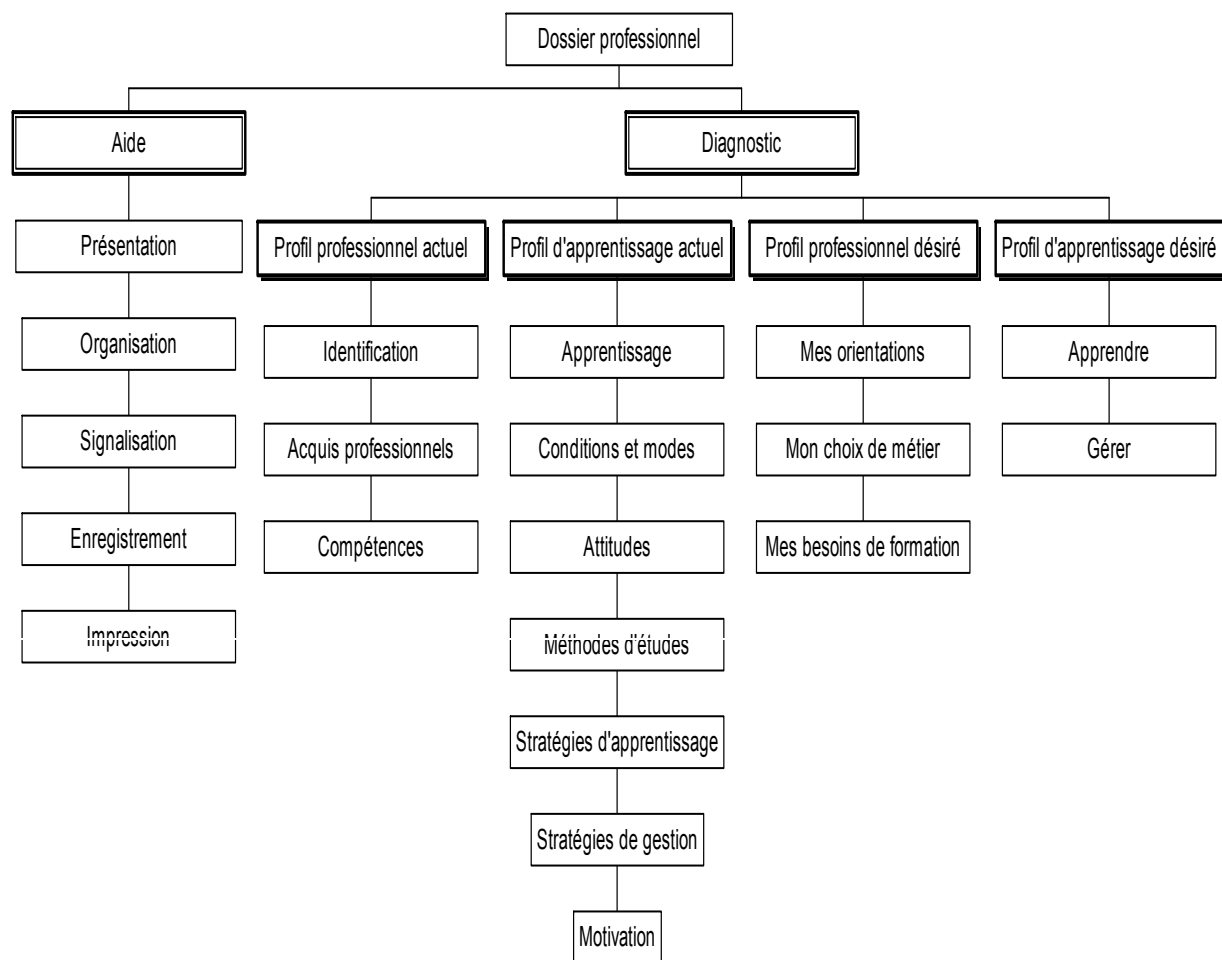 Dossier professionnel
Aide
Diagnostic
Présentation
Profil professionnel actuel
Profil d'apprentissage actuel
Profil professionnel désiré
Profil d'apprentissage désiré
Organisation
Identification
Apprentissage
Mes orientations
Apprendre
Signalisation
Acquis professionnels
Conditions et modes
Mon choix de métier
Gérer
Enregistrement
Compétences
Attitudes
Mes besoins de formation
Impression
Méthodes d'études
Stratégies d'apprentissage
Stratégies de gestion
Motivation